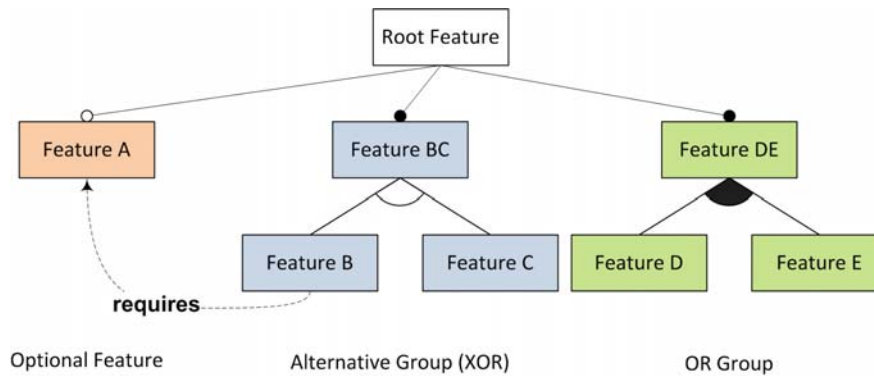 Root Feature
Feature A
Feature BC
Feature DE
Feature B
Feature C
Feature D
Feature E
requires
Optional Feature
Alternative Group (XOR)
OR Group